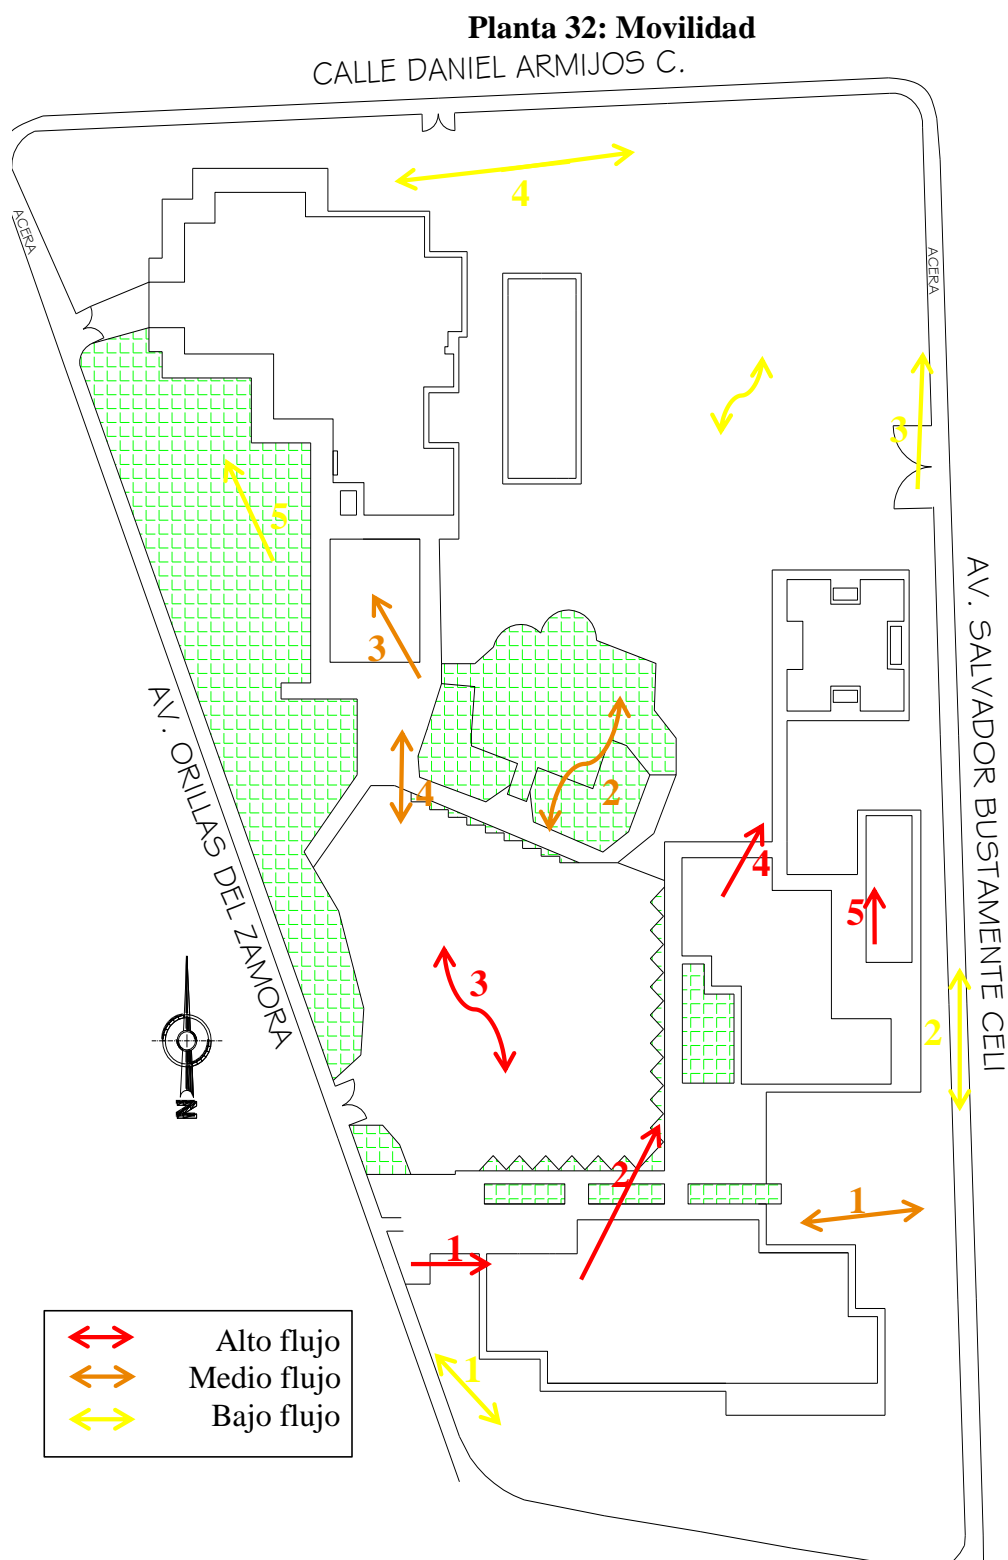 Planta 32: Movilidad
CALLE DANIEL ARMIJOS C.
4
ACERA
ACERA
3
5
AV. SALVADOR BUSTAMENTE CELI
3
AV. ORILLAS DEL ZAMORA
4
2
4
5
3
2
N
2
1
1
1
Alto flujo
Medio flujo
Bajo flujo